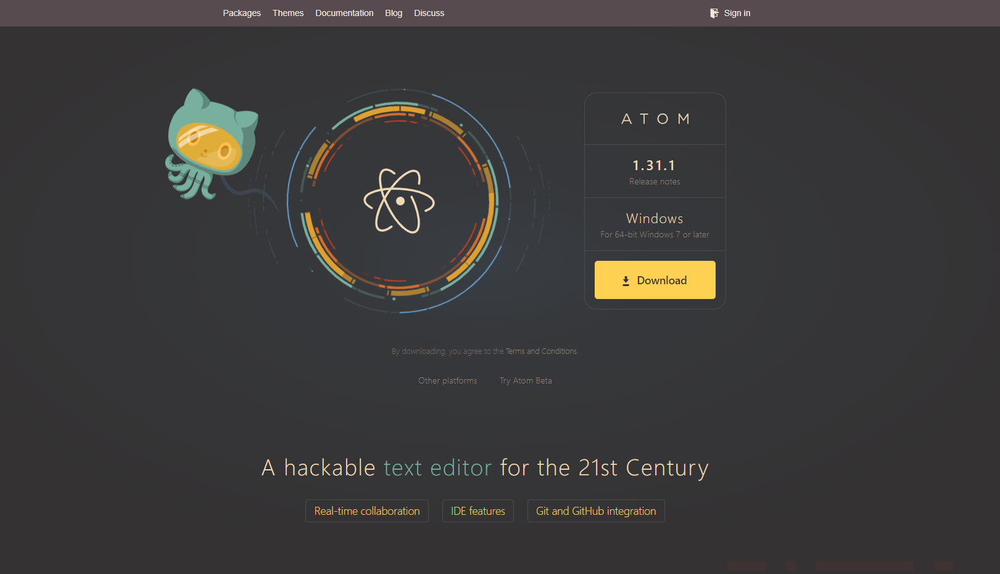 Packages Themes Documentation Blog Discuss Sign in
ATOM
1.31.1
Release notes
Windows
For 64-bit Windows 7 or later
Download
By downloading, you agree to the Terms and Conditions.
Other platforms Try Atom Beta
A hackable text editor for the 21st Century
Real-time collaboration IDE features Git and GitHub integration